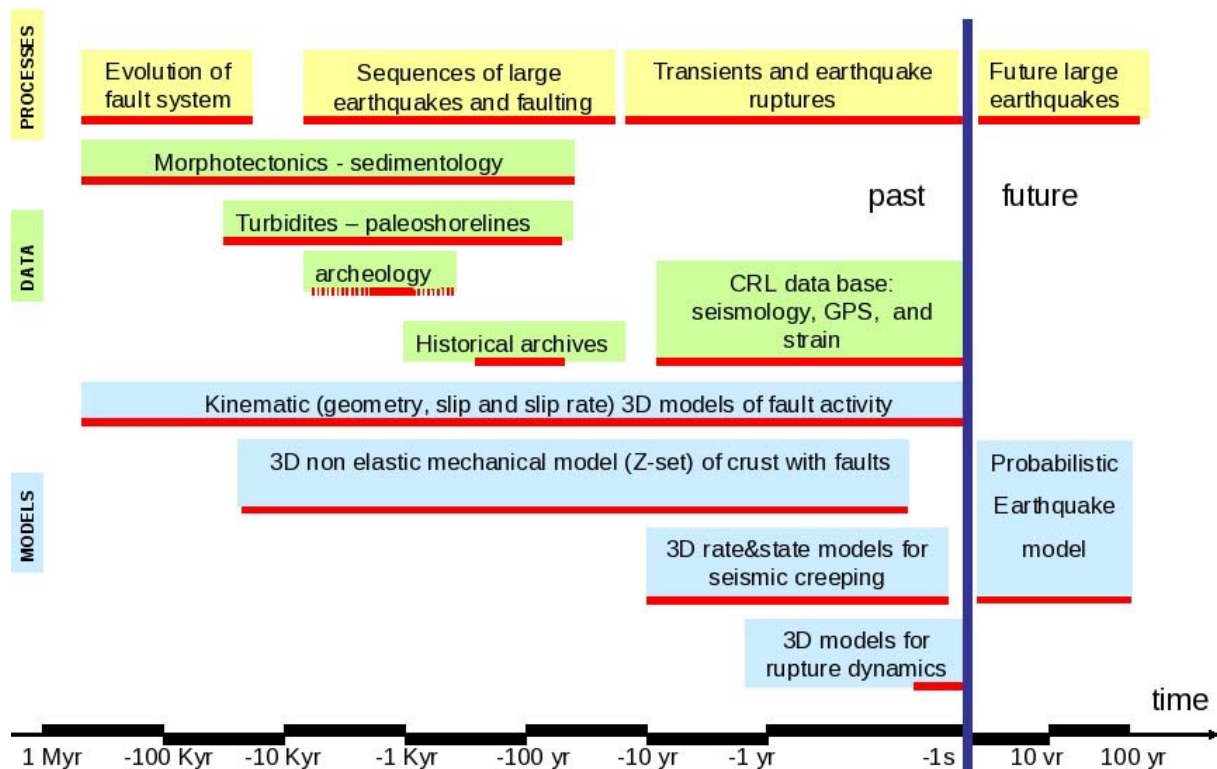 PROCESSES
Evolution of
fault system
Sequences of large
earthquakes and faulting
Transients and earthquake
ruptures
Future large
earthquakes
DATA
Morphotectonics - sedimentology
past
future
Turbidites – paleoshorelines
archeology
CRL data base:
seismology, GPS, and
strain
Historical archives
MODELS
Kinematic (geometry, slip and slip rate) 3D models of fault activity
3D non elastic mechanical model (Z-set) of crust with faults
Probabilistic
Earthquake
model
3D rate&state models for
seismic creeping
3D models for
rupture dynamics
time
1 Myr
-100 Kyr
-10 Kyr
-1 Kyr
-100 yr
-10 yr
-1 yr
-1s
10 yr
100 yr